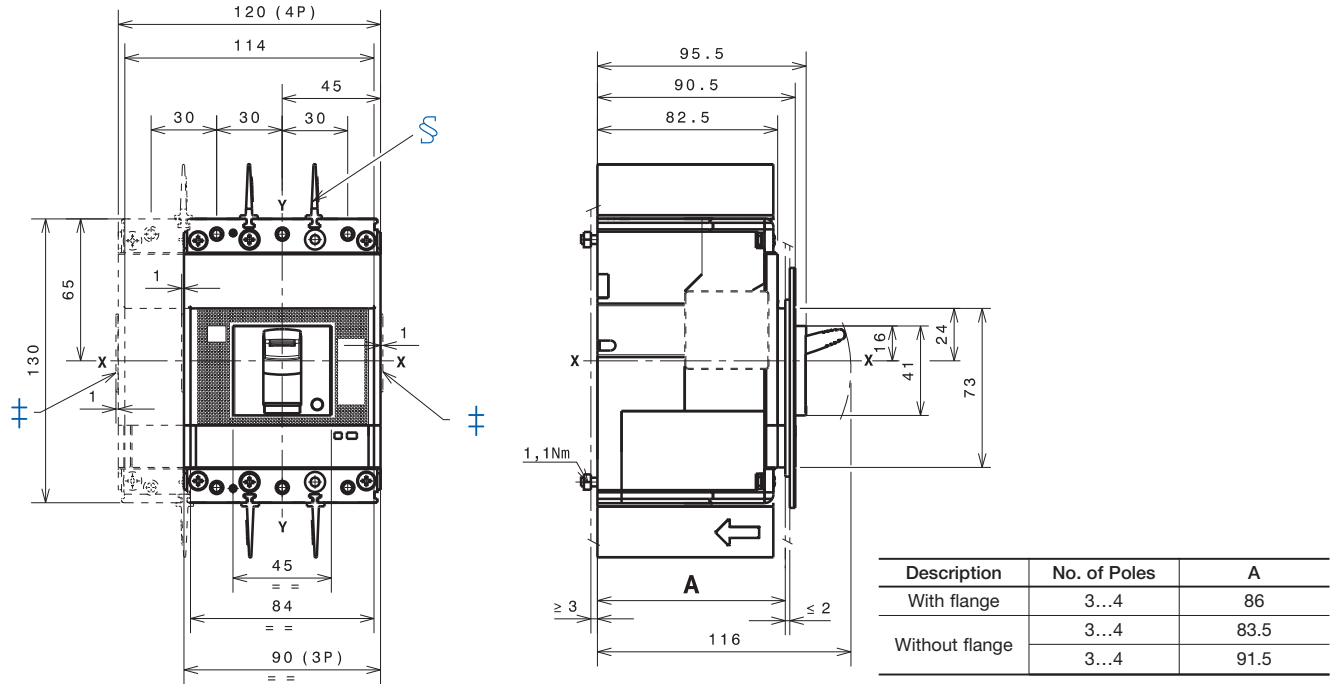 120 (4P)
114
45
30
30
30
§
Y
65
130
1
1
X
X
1
‡
‡
Y
45
= =
84
= =
90 (3P)
= =
95.5
90.5
82.5
X
X
16
24
41
73
1,1Nm
A
≥ 3
≤ 2
116
Description No. of Poles A
With flange 3...4 86
Without flange 3...4 83.5
3...4 91.5